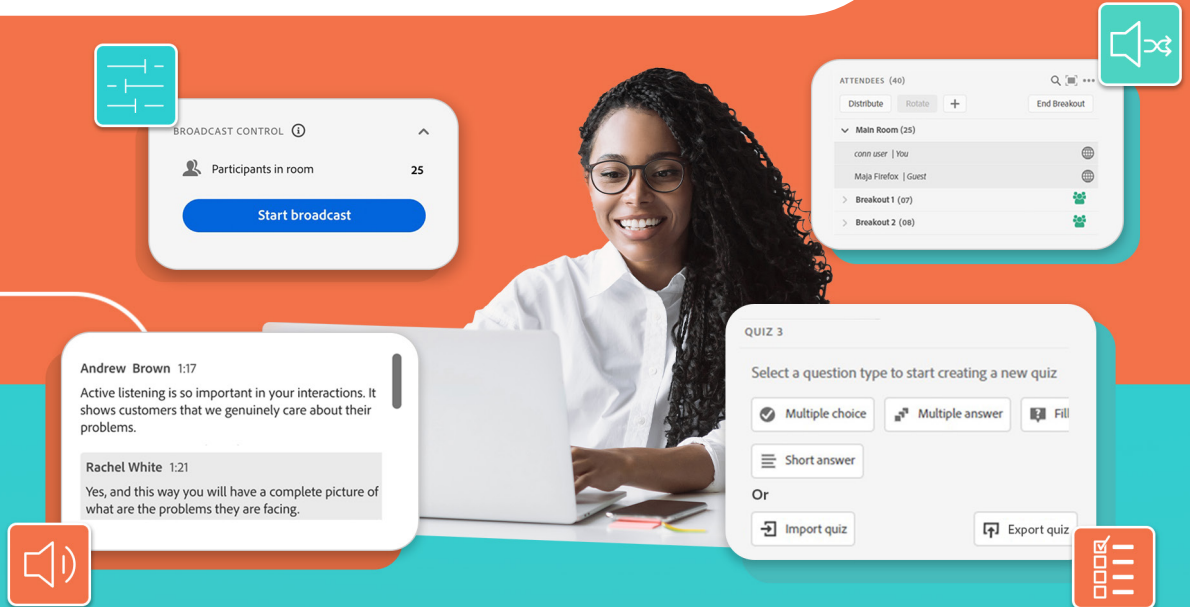 BROADCAST CONTROL
Participants in room 25
Start broadcast
ATTENDEES (40)
Distribute Rotate + End Breakout
Main Room (25)
conn user | You
Maja Firefox | Guest
Breakout 1 (07)
Breakout 2 (08)
Andrew Brown 1:17
Active listening is so important in your interactions. It
shows customers that we genuinely care about their
problems.
Rachel White 1:21
Yes, and this way you will have a complete picture of
what are the problems they are facing.
QUIZ 3
Select a question type to start creating a new quiz
Multiple choice Multiple answer Fill
Short answer
Or
Import quiz Export quiz